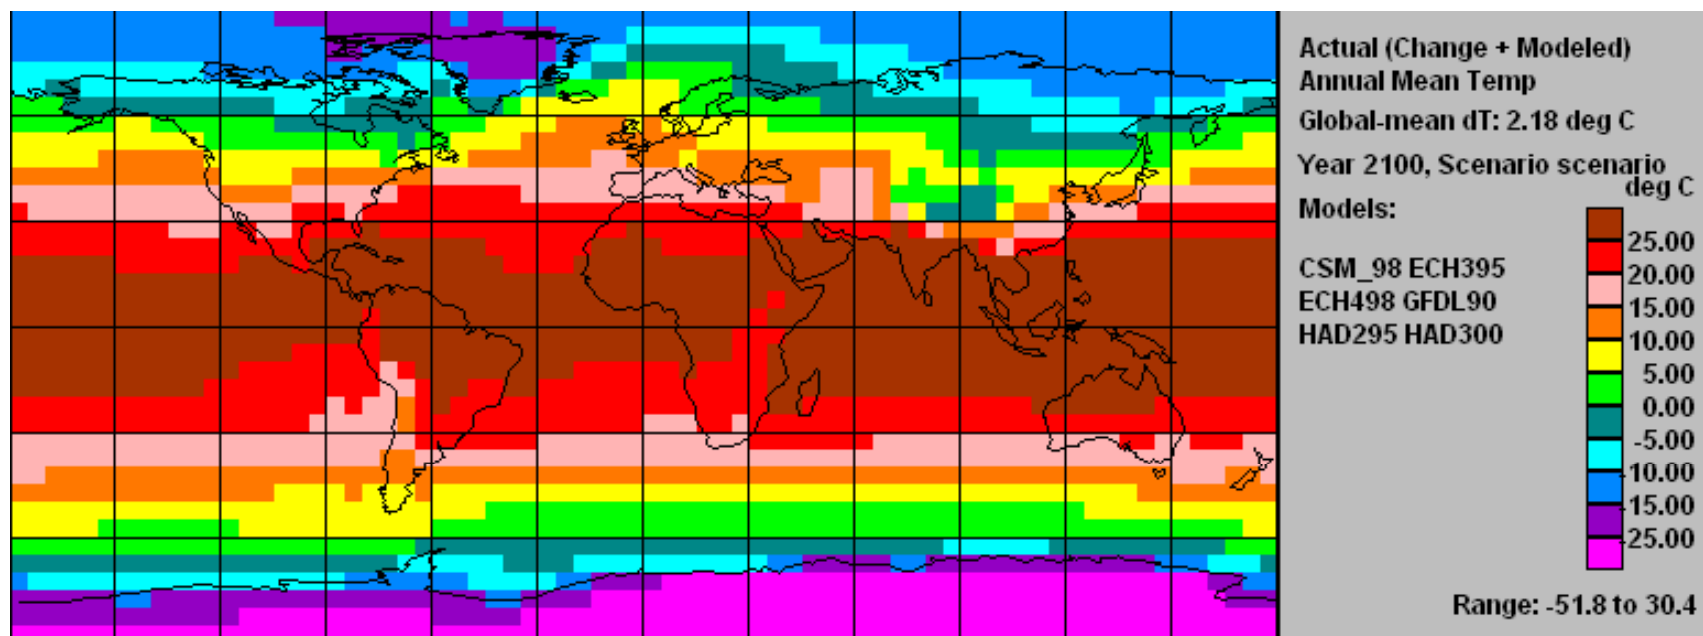 Actual (Change + Modeled)
Annual Mean Temp
Global-mean dT: 2.18 deg C
Year 2100, Scenario scenario
deg C
Models:
25.00
20.00
CSM_98 ECH395
15.00
ECH498 GFDL90
10.00
HAD295 HAD300
5.00
0.00
-5.00
-10.00
-15.00
-25.00
Range: -51.8 to 30.4